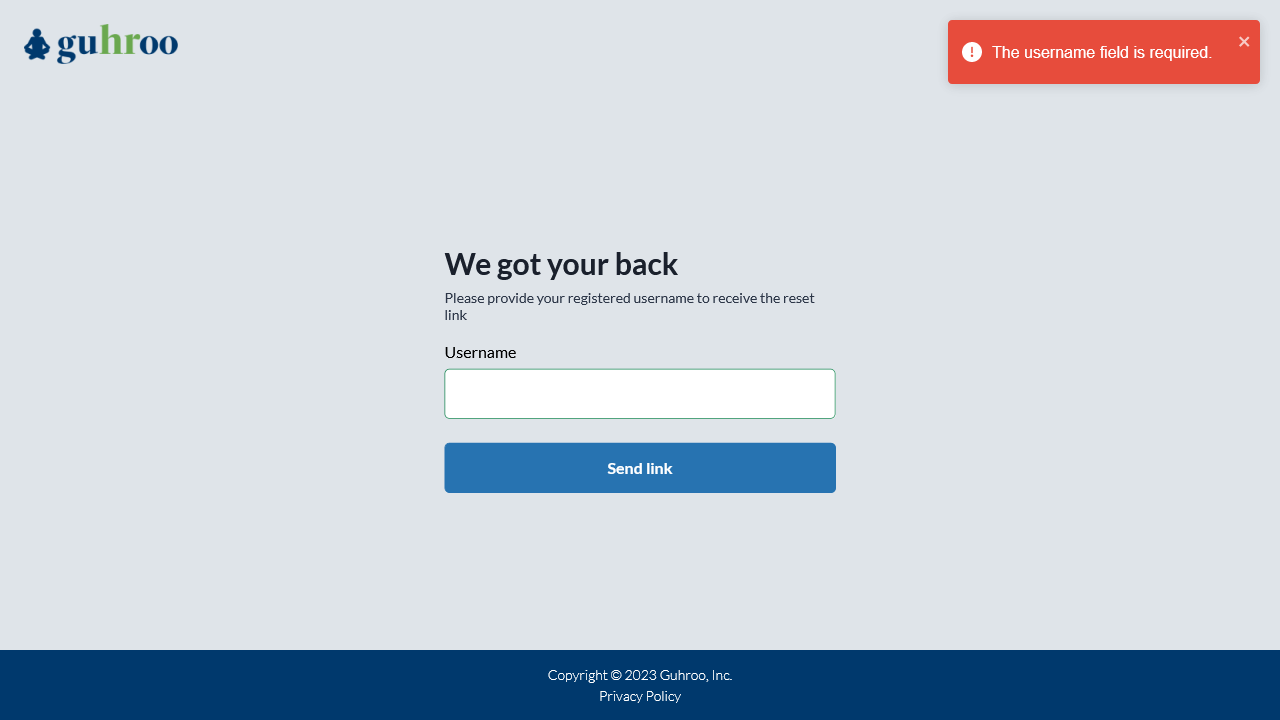 guhroo
The username field is required.
We got your back
Please provide your registered username to receive the reset
link
Username
Send link
Copyright © 2023 Guhroo, Inc.
Privacy Policy